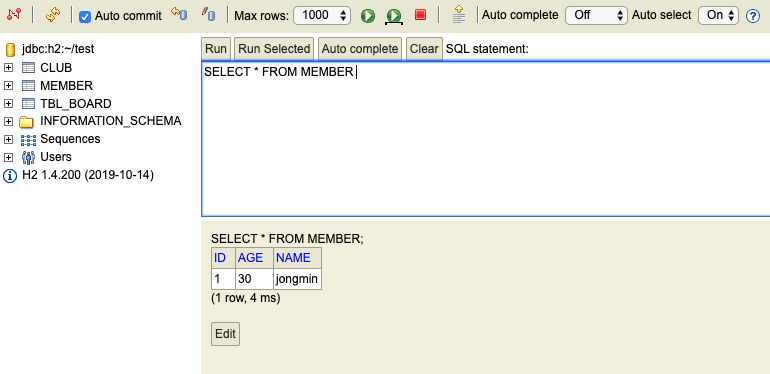 Auto commit Max rows: 1000 Auto complete Off Auto select On ?
jdbc:h2:~/test
CLUB
MEMBER
TBL_BOARD
INFORMATION_SCHEMA
Sequences
Users
H2 1.4.200 (2019-10-14)
Run Run Selected Auto complete Clear SQL statement:
SELECT * FROM MEMBER
SELECT * FROM MEMBER;
ID AGE NAME
1 30 jongmin
(1 row, 4 ms)
Edit